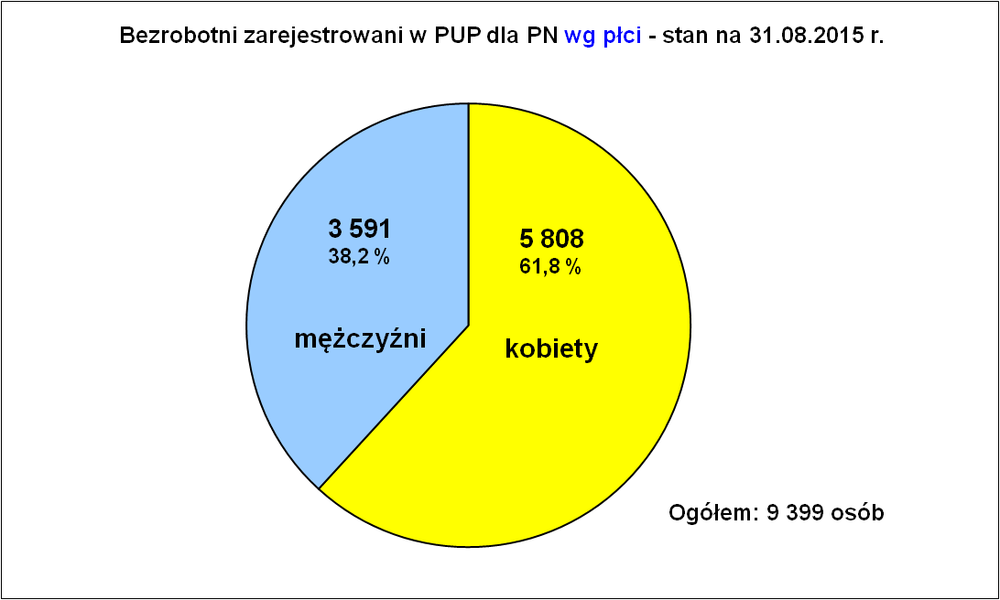 Bezrobotni zarejestrowani w PUP dla PN wg płci - stan na 31.08.2015 r.
3 591
38,2 %
mężczyźni
5 808
61,8 %
kobiety
Ogółem: 9 399 osób